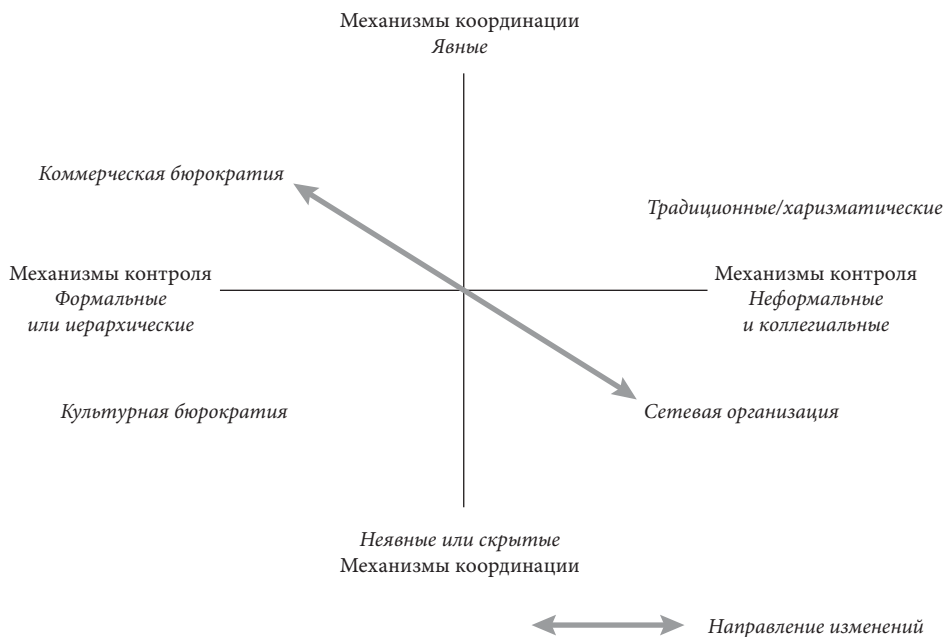 Механизмы координации
Явные
Коммерческая бюрократия
Традиционные/харизматические
Механизмы контроля
Формальные
или иерархические
Механизмы контроля
Неформальные
и коллегиальные
Культурная бюрократия
Сетевая организация
Неявные или скрытые
Механизмы координации
Направление изменений